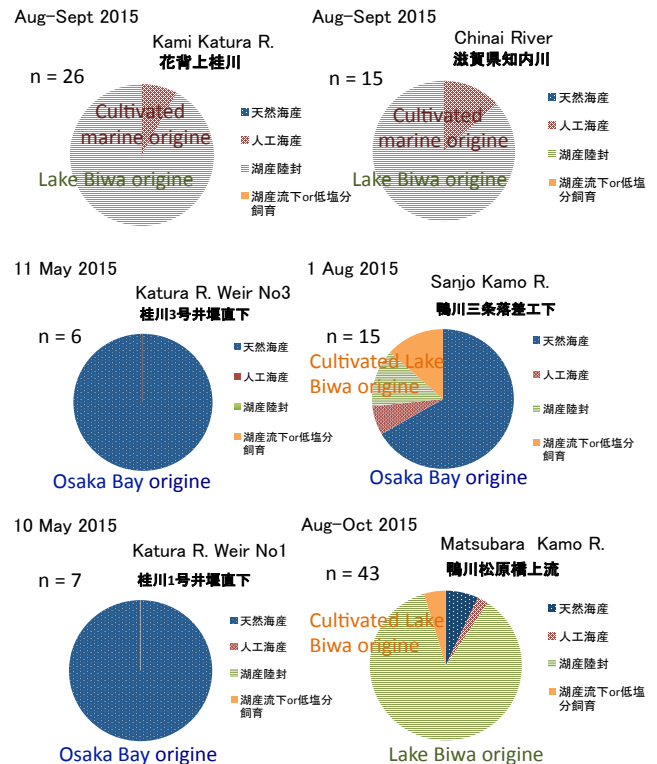 Aug-Sept 2015
Kami Katura R.
花背上桂川
n = 26
Cultivated
marine origine
Lake Biwa origine
天然海産
人工海産
湖産陸封
湖産流下or低塩分
飼育
Aug-Sept 2015
Chinai River
滋賀県知内川
n = 15
Cultivated
marine origine
Lake Biwa origine
天然海産
人工海産
湖産陸封
湖産流下or低塩分
飼育
11 May 2015
Katura R. Weir No3
桂川3号井堰直下
n = 6
Osaka Bay origine
天然海産
人工海産
湖産陸封
湖産流下or低塩分
飼育
1 Aug 2015
Sanjo Kamo R.
鴨川三条落差工下
n = 15
Cultivated Lake
Biwa origine
Osaka Bay origine
天然海産
人工海産
湖産陸封
湖産流下or低塩分
飼育
10 May 2015
Katura R. Weir No1
桂川1号井堰直下
n = 7
Osaka Bay origine
天然海産
人工海産
湖産陸封
湖産流下or低塩分
飼育
Aug-Oct 2015
Matsubara Kamo R.
鴨川松原橋上流
n = 43
Cultivated Lake
Biwa origine
Lake Biwa origine
天然海産
人工海産
湖産陸封
湖産流下or低塩
分飼育